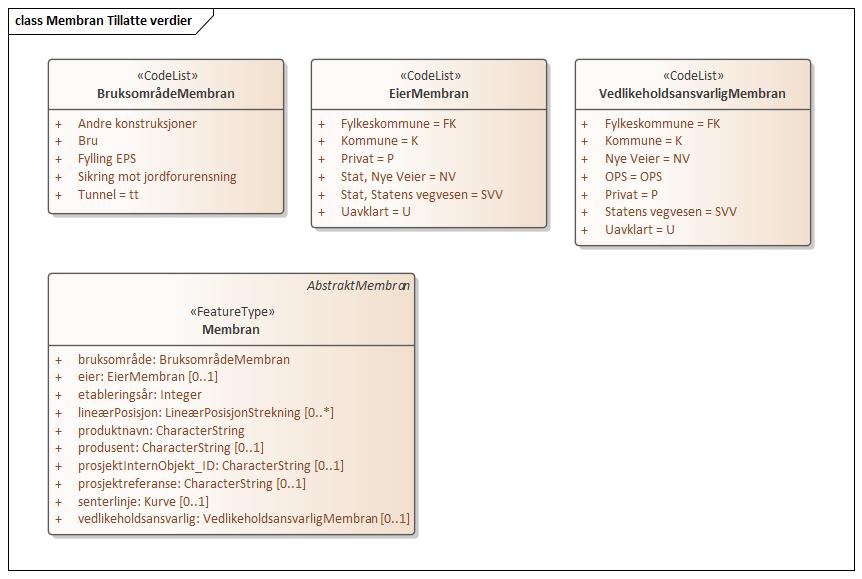 class Membran Tillatte verdier
«CodeList»
BruksområdeMembran
+ Andre konstruksjoner
+ Bru
+ Fylling EPS
+ Sikring mot jordforurensning
+ Tunnel = tt
«CodeList»
EierMembran
+ Fylkeskommune = FK
+ Kommune = K
+ Privat = P
+ Stat, Nye Veier = NV
+ Stat, Statens vegvesen = SVV
+ Uavklart = U
«CodeList»
VedlikeholdsansvarligMembran
+ Fylkeskommune = FK
+ Kommune = K
+ Nye Veier = NV
+ OPS = OPS
+ Privat = P
+ Statens vegvesen = SVV
+ Uavklart = U
AbstraktMembran
«FeatureType»
Membran
+ bruksområde: BruksområdeMembran
+ eier: EierMembran [0..1]
+ etableringsår: Integer
+ lineærPosisjon: LineærPosisjonStrekning [0..*]
+ produktnavn: CharacterString
+ produsent: CharacterString [0..1]
+ prosjektInternObjekt_ID: CharacterString [0..1]
+ prosjektreferanse: CharacterString [0..1]
+ senterlinje: Kurve [0..1]
+ vedlikeholdsansvarlig: VedlikeholdsansvarligMembran [0..1]